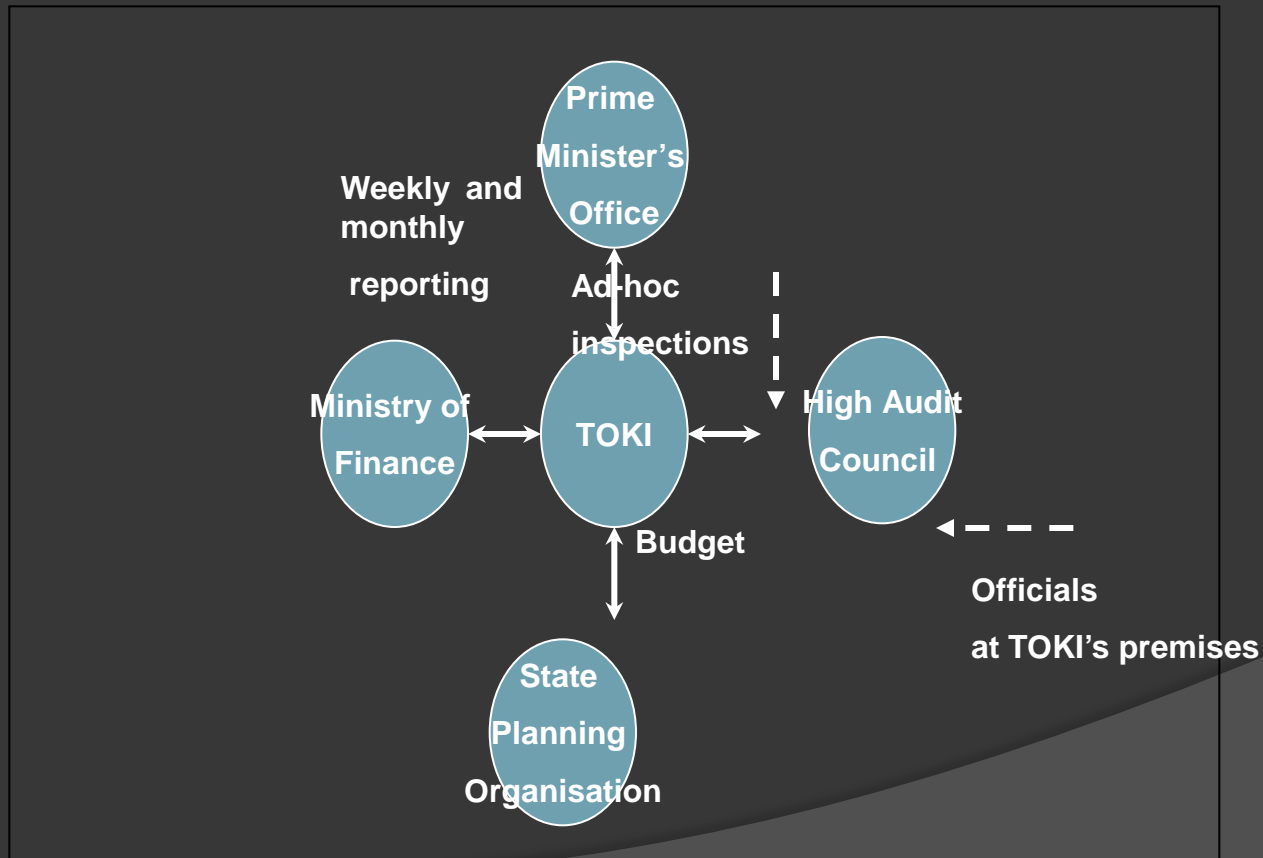 Prime
Minister’s
Office
Weekly and
monthly
reporting
Ad-hoc
inspections
Ministry of
Finance
TOKI
High Audit
Council
Budget
Officials
at TOKI’s premises
State
Planning
Organisation